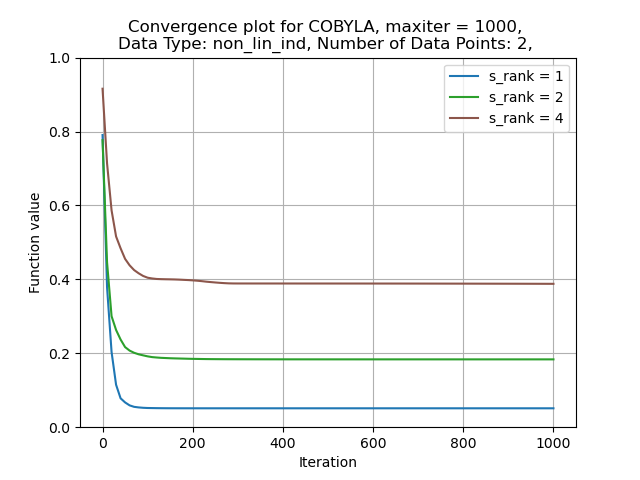 Convergence plot for COBYLA, maxiter = 1000,
Data Type: non_lin_ind, Number of Data Points: 2,
1.0
0.8
0.6
0.4
0.2
0.0
Function value
s_rank = 1
s_rank = 2
s_rank = 4
0 200 400 600 800 1000
Iteration